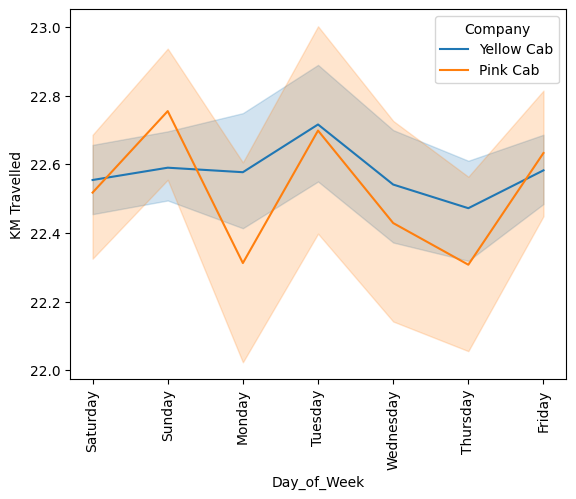 Company
Yellow Cab
Pink Cab
23.0
22.8
22.6
22.4
22.2
22.0
KM Travelled
Saturday
Sunday
Monday
Tuesday
Wednesday
Thursday
Friday
Day_of_Week